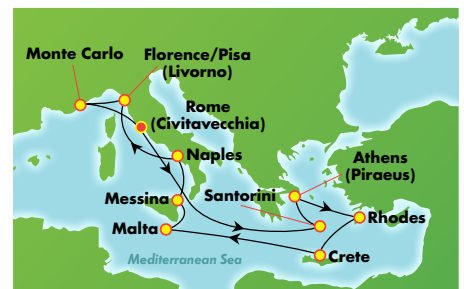 Monte Carlo
Florence/Pisa
(Livorno)
Rome
(Civitavecchia)
Naples
Athens
(Piraeus)
Messina
Santorini
Rhodes
Malta
Crete
Mediterranean Sea